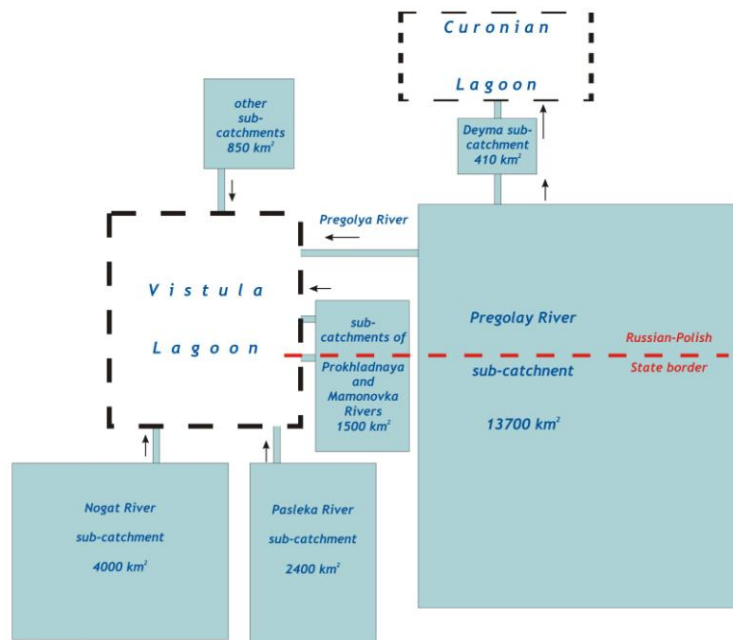 Curonian
Lagoon
other
sub-
catchments
850 km²
Deyma sub-
catchment
410 km²
Pregolya River
Vistula
Lagoon
sub-
catchments of
Prokhladnaya
and
Mamonovka
Rivers
1500 km²
Pregolay River
sub-catchnent
13700 km²
Russian-Polish
State border
Nogat River
sub-catchment
4000 km²
Pasleka River
sub-catchment
2400 km²